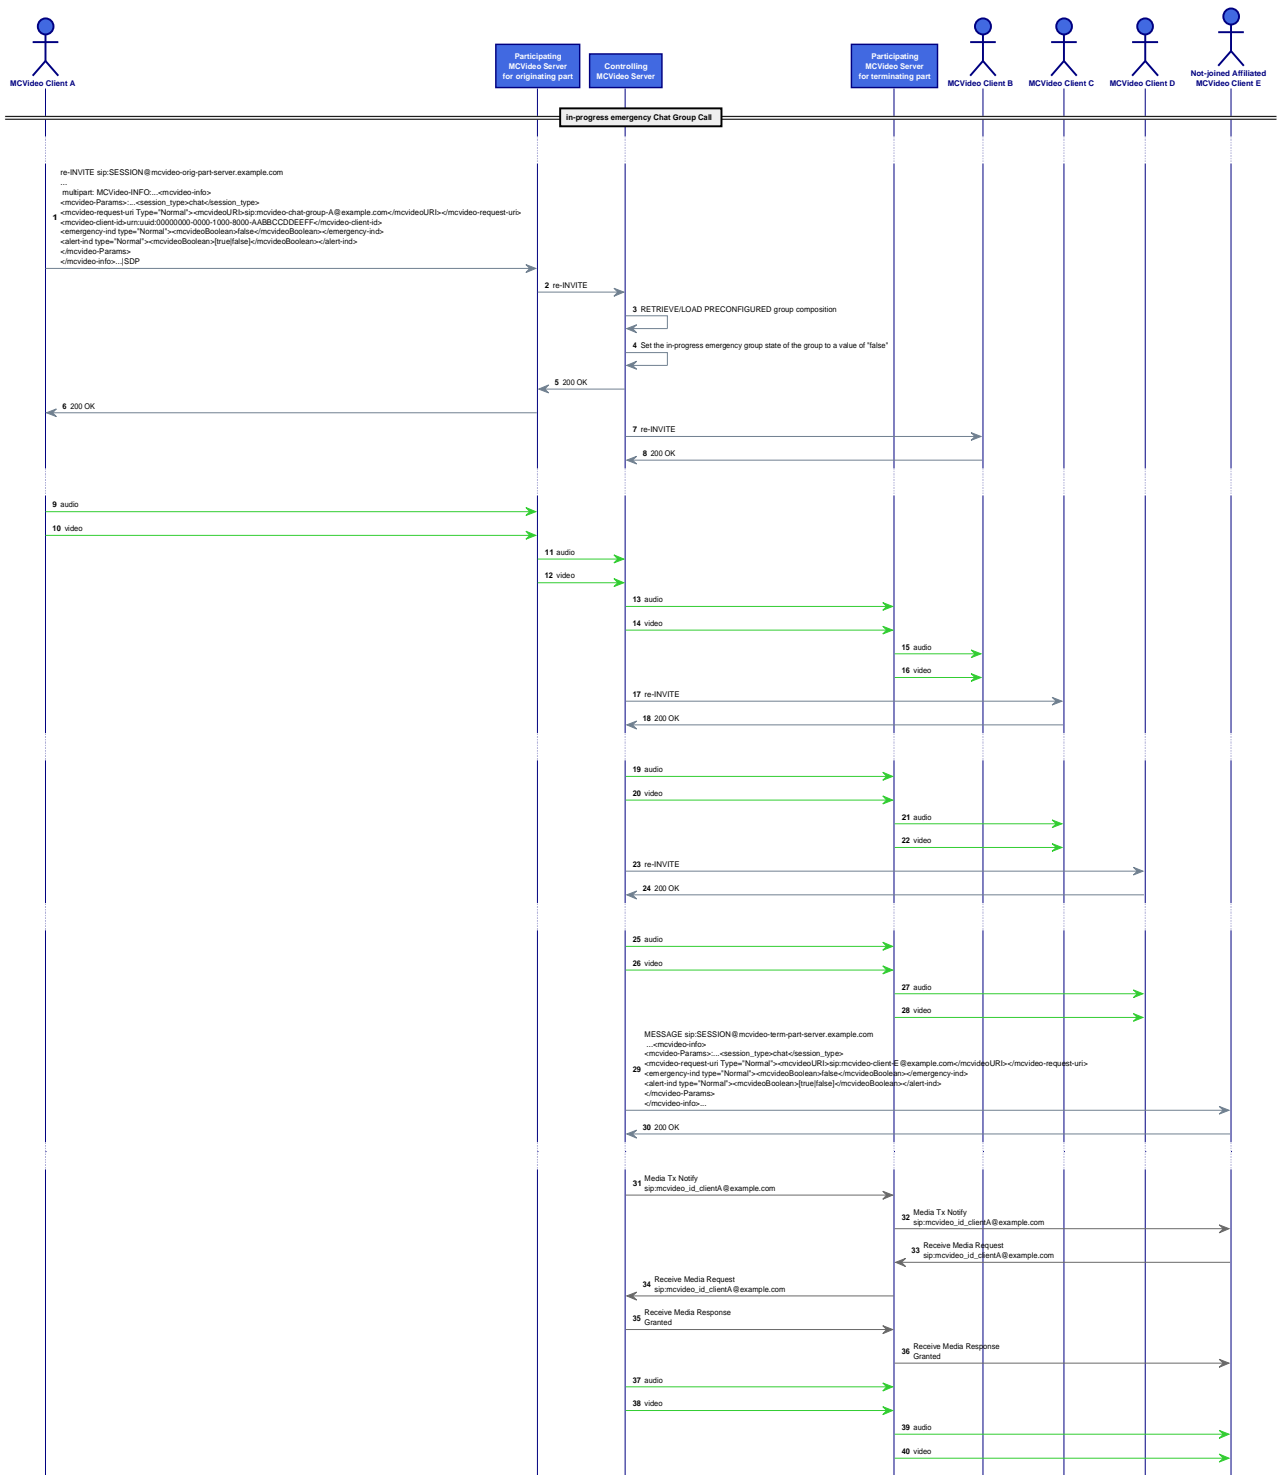 MCVideo Client A
Participating
MCVideo Server
for originating part
Controlling
MCVideo Server
Participating
MCVideo Server
for terminating part
MCVideo Client B
MCVideo Client C
MCVideo Client D
Not-joined Affiliated
MCVideo Client E
in-progress emergency Chat Group Call
re-INVITE sip:SESSION@mcvideo-orig-part-server.example.com
...
multipart: MCVideo-INFO:...<mcvideo-info>
<mcvideo-Params>:...<session_type>chat</session_type>
1 <mcvideo-request-uri Type="Normal"><mcvideoURI>sip:mcvideo-chat-group-A@example.com</mcvideoURI></mcvideo-request-uri>
<mcvideo-client-id>urn:uuid:00000000-0000-1000-8000-AABBCCDDEEFF</mcvideo-client-id>
<emergency-ind type="Normal"><mcvideoBoolean>false</mcvideoBoolean></emergency-ind>
<alert-ind type="Normal"><mcvideoBoolean>[true|false]</mcvideoBoolean></alert-ind>
</mcvideo-Params>
</mcvideo-info>...|SDP
2 re-INVITE
3 RETRIEVE/LOAD PRECONFIGURED group composition
4 Set the in-progress emergency group state of the group to a value of "false"
5 200 OK
6 200 OK
7 re-INVITE
8 200 OK
9 audio
10 video
11 audio
12 video
13 audio
14 video
15 audio
16 video
17 re-INVITE
18 200 OK
19 audio
20 video
21 audio
22 video
23 re-INVITE
24 200 OK
25 audio
26 video
27 audio
28 video
MESSAGE sip:SESSION@mcvideo-term-part-server.example.com
...<mcvideo-info>
<mcvideo-Params>:...<session_type>chat</session_type>
<mcvideo-request-uri Type="Normal"><mcvideoURI>sip:mcvideo-client-E@example.com</mcvideoURI></mcvideo-request-uri>
29 <emergency-ind type="Normal"><mcvideoBoolean>false</mcvideoBoolean></emergency-ind>
<alert-ind type="Normal"><mcvideoBoolean>[true|false]</mcvideoBoolean></alert-ind>
</mcvideo-Params>
</mcvideo-info>...
30 200 OK
31 Media Tx Notify
sip:mcvideo_id_clientA@example.com
32 Media Tx Notify
sip:mcvideo_id_clientA@example.com
33 Receive Media Request
sip:mcvideo_id_clientA@example.com
34 Receive Media Request
sip:mcvideo_id_clientA@example.com
35 Receive Media Response
Granted
36 Receive Media Response
Granted
37 audio
38 video
39 audio
40 video